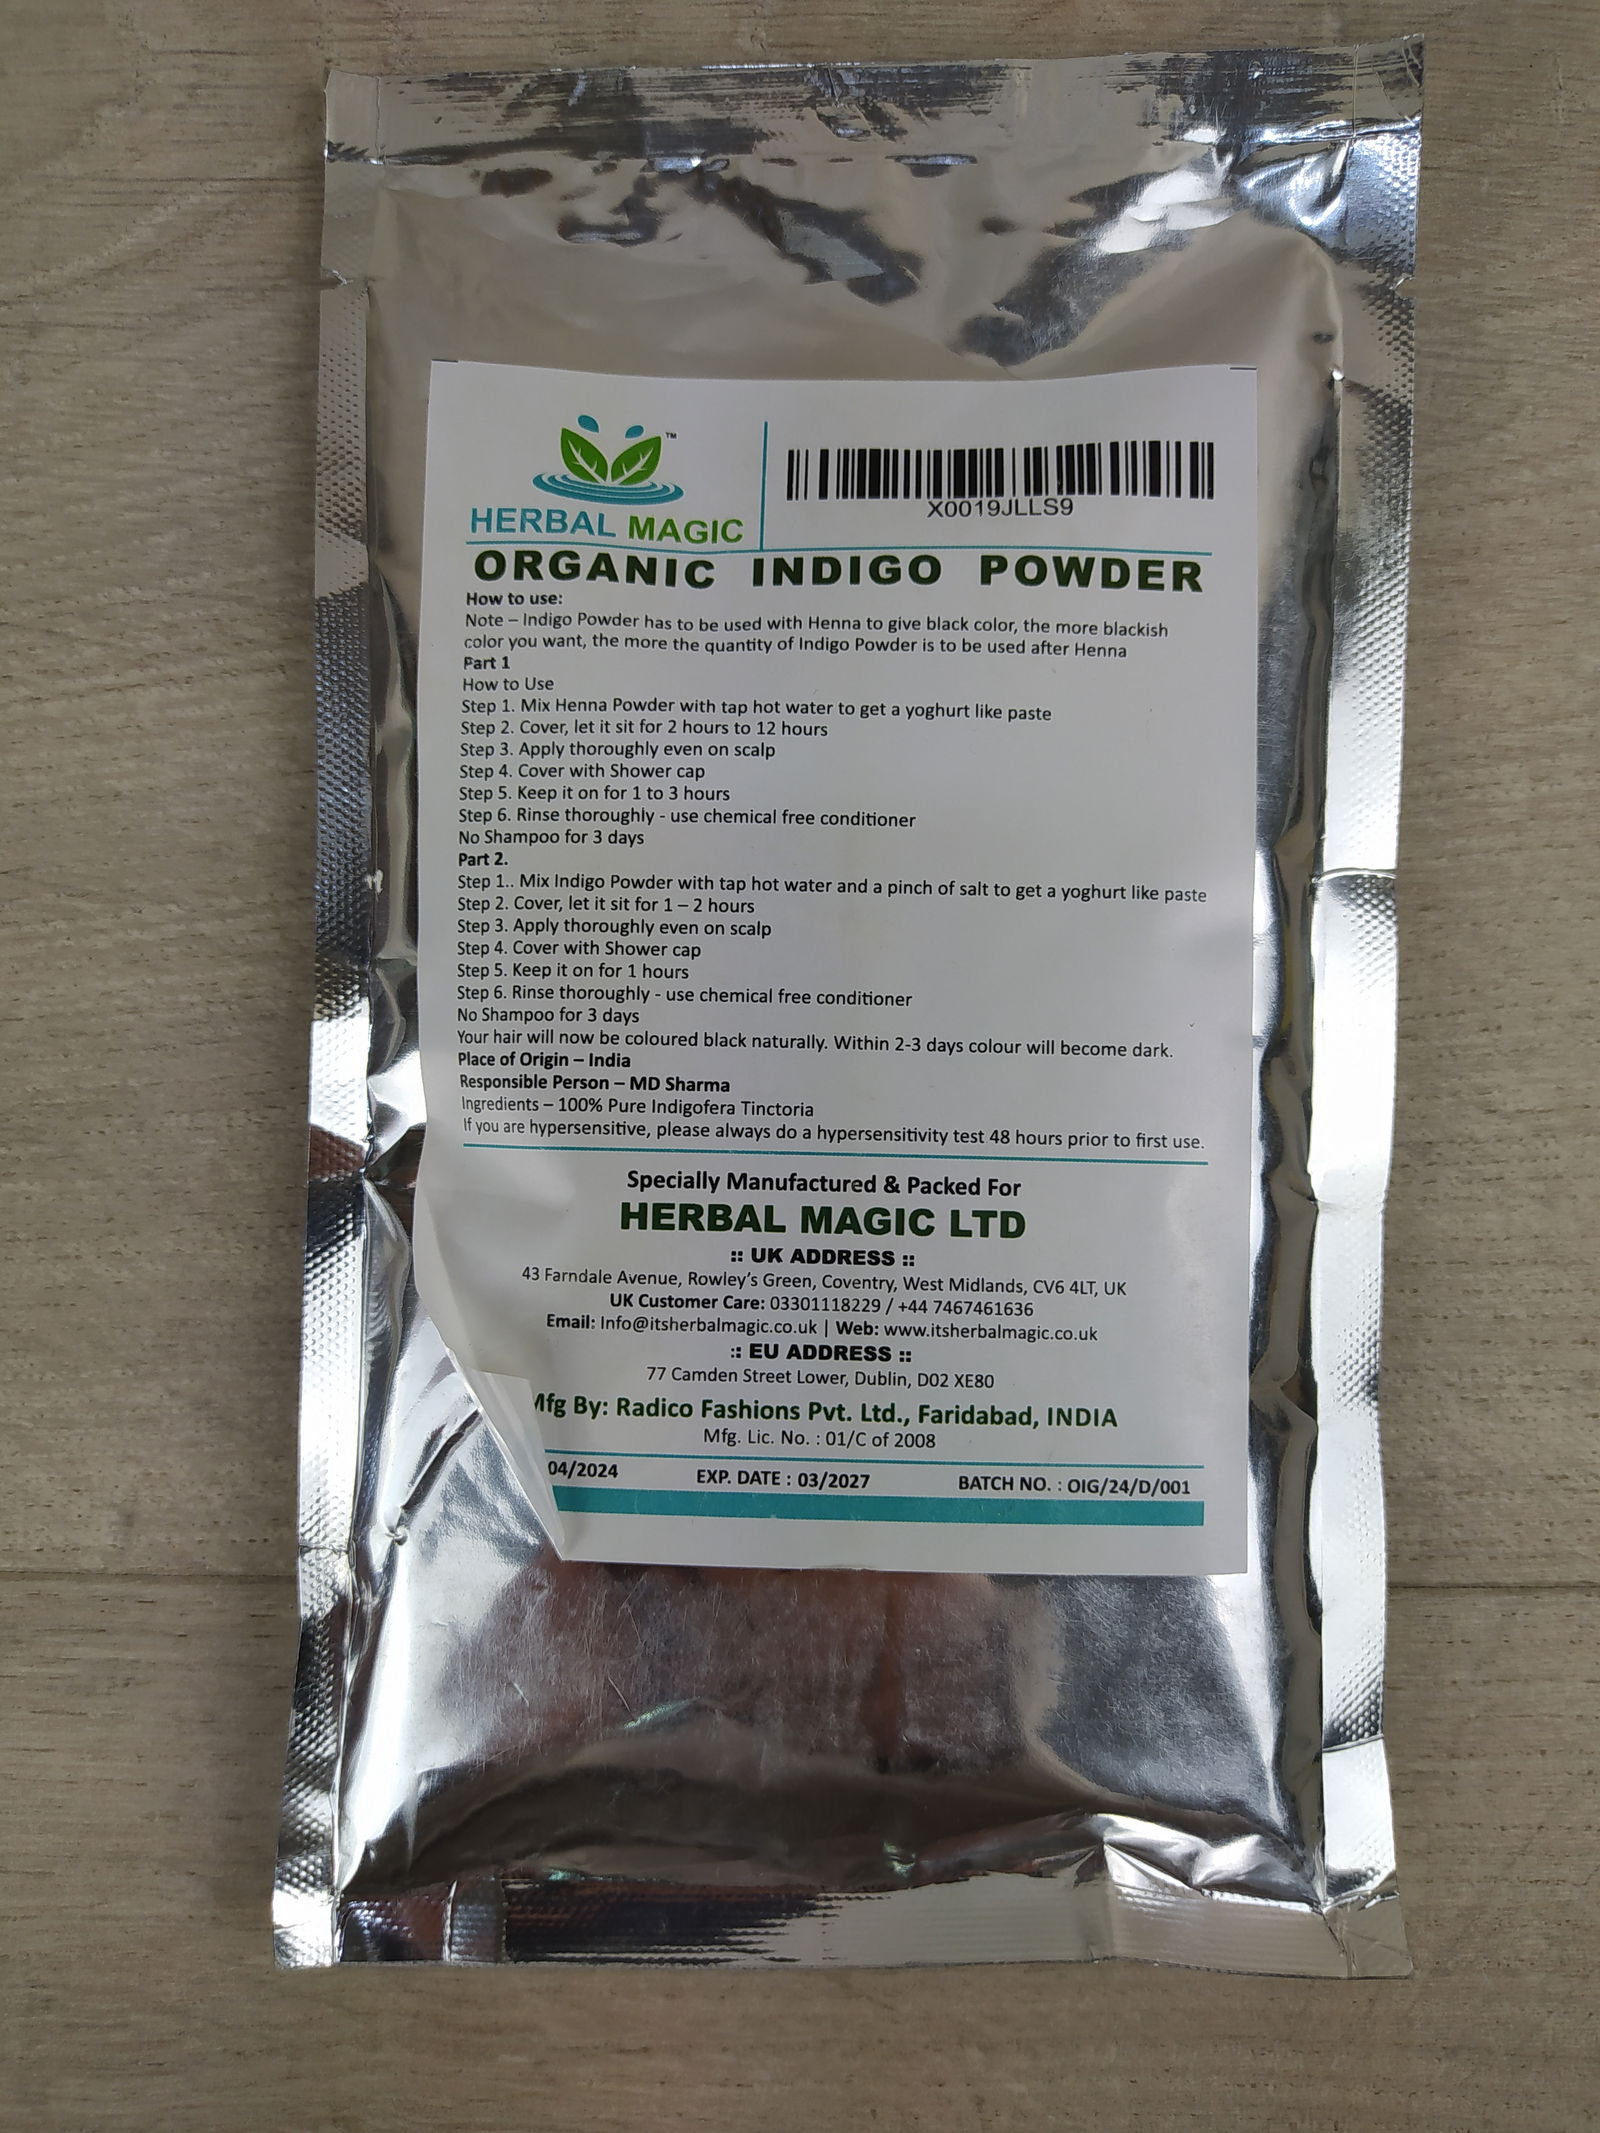 HERBAL MAGIC
TM
X0019JLLS9
ORGANIC INDIGO POWDER
How to use:
Note – Indigo Powder has to be used with Henna to give black color, the more blackish
color you want, the more the quantity of Indigo Powder is to be used after Henna
Part 1
How to Use
Step 1. Mix Henna Powder with tap hot water to get a yoghurt like paste
Step 2. Cover, let it sit for 2 hours to 12 hours
Step 3. Apply thoroughly even on scalp
Step 4. Cover with Shower cap
Step 5. Keep it on for 1 to 3 hours
Step 6. Rinse thoroughly - use chemical free conditioner
No Shampoo for 3 days
Part 2.
Step 1.. Mix Indigo Powder with tap hot water and a pinch of salt to get a yoghurt like paste
Step 2. Cover, let it sit for 1 – 2 hours
Step 3. Apply thoroughly even on scalp
Step 4. Cover with Shower cap
Step 5. Keep it on for 1 hours
Step 6. Rinse thoroughly - use chemical free conditioner
No Shampoo for 3 days
Your hair will now be coloured black naturally. Within 2-3 days colour will become dark.
Place of Origin – India
Responsible Person – MD Sharma
Ingredients – 100% Pure Indigofera Tinctoria
If you are hypersensitive, please always do a hypersensitivity test 48 hours prior to first use.
Specially Manufactured & Packed For
HERBAL MAGIC LTD
:: UK ADDRESS ::
43 Farndale Avenue, Rowley's Green, Coventry, West Midlands, CV6 4LT, UK
UK Customer Care: 03301118229 / +44 7467461636
Email: Info@itsherbalmagic.co.uk | Web: www.itsherbalmagic.co.uk
:: EU ADDRESS ::
77 Camden Street Lower, Dublin, D02 XE80
Mfg By: Radico Fashions Pvt. Ltd., Faridabad, INDIA
Mfg. Lic. No. : 01/C of 2008
04/2024 EXP. DATE : 03/2027 BATCH NO. : OIG/24/D/001